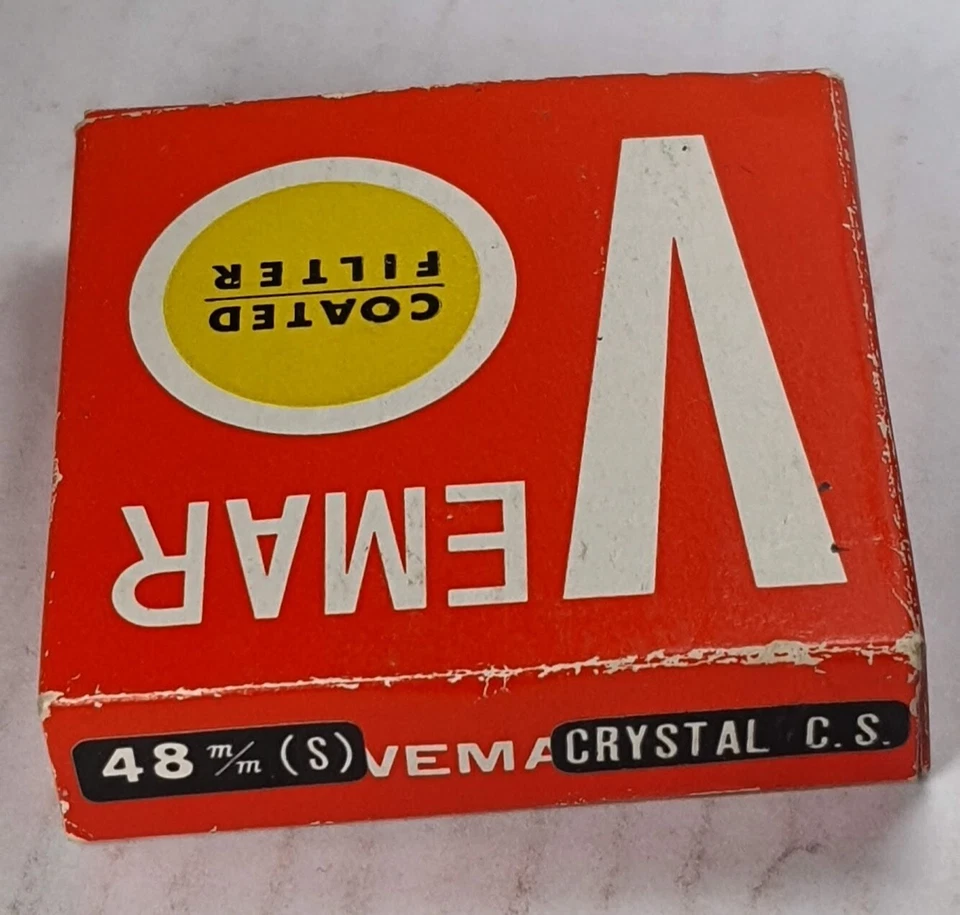 VEMAR
COATED
FILTER
48 m/m (S) VEMA CRYSTAL C.S.